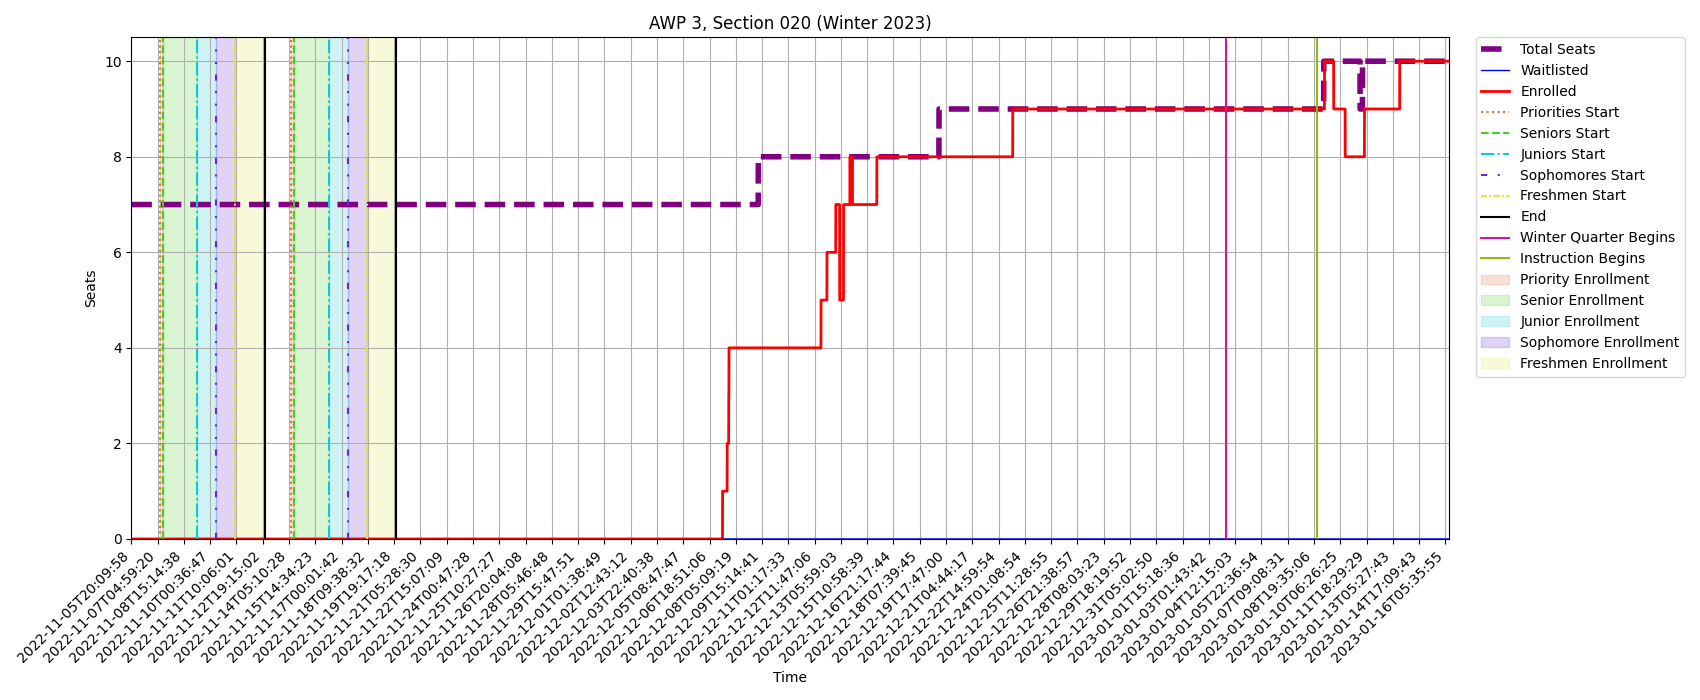 AWP 3, Section 020 (Winter 2023)
Seats
10
8
6
4
2
0
2022-11-05T20:09:58
2022-11-07T04:59:20
2022-11-08T15:14:38
2022-11-10T00:36:47
2022-11-11T10:06:01
2022-11-12T19:15:02
2022-11-14T05:10:28
2022-11-15T14:34:23
2022-11-17T00:01:42
2022-11-18T09:38:32
2022-11-19T19:17:18
2022-11-21T05:28:30
2022-11-22T15:07:09
2022-11-24T00:47:28
2022-11-25T10:27:27
2022-11-26T20:04:08
2022-11-28T05:46:48
2022-11-29T15:47:51
2022-12-01T01:38:49
2022-12-02T12:43:12
2022-12-03T22:40:38
2022-12-05T08:47:47
2022-12-06T18:51:06
2022-12-08T05:09:19
2022-12-09T15:14:41
2022-12-11T01:17:33
2022-12-12T11:47:06
2022-12-13T15:59:03
2022-12-15T10:58:39
2022-12-16T21:17:44
2022-12-18T07:39:45
2022-12-19T17:47:00
2022-12-21T04:44:17
2022-12-22T14:59:54
2022-12-24T01:08:54
2022-12-25T11:28:55
2022-12-26T21:38:57
2022-12-28T08:03:23
2022-12-29T18:19:52
2022-12-31T05:02:50
2023-01-01T15:18:36
2023-01-03T01:43:42
2023-01-04T12:15:03
2023-01-05T22:36:54
2023-01-07T09:08:31
2023-01-08T19:35:06
2023-01-10T06:26:25
2023-01-11T18:29:29
2023-01-13T05:27:43
2023-01-14T17:09:43
2023-01-16T05:35:55
Time
Total Seats
Waitlisted
Enrolled
Priorities Start
Seniors Start
Juniors Start
Sophomores Start
Freshmen Start
End
Winter Quarter Begins
Instruction Begins
Priority Enrollment
Senior Enrollment
Junior Enrollment
Sophomore Enrollment
Freshmen Enrollment